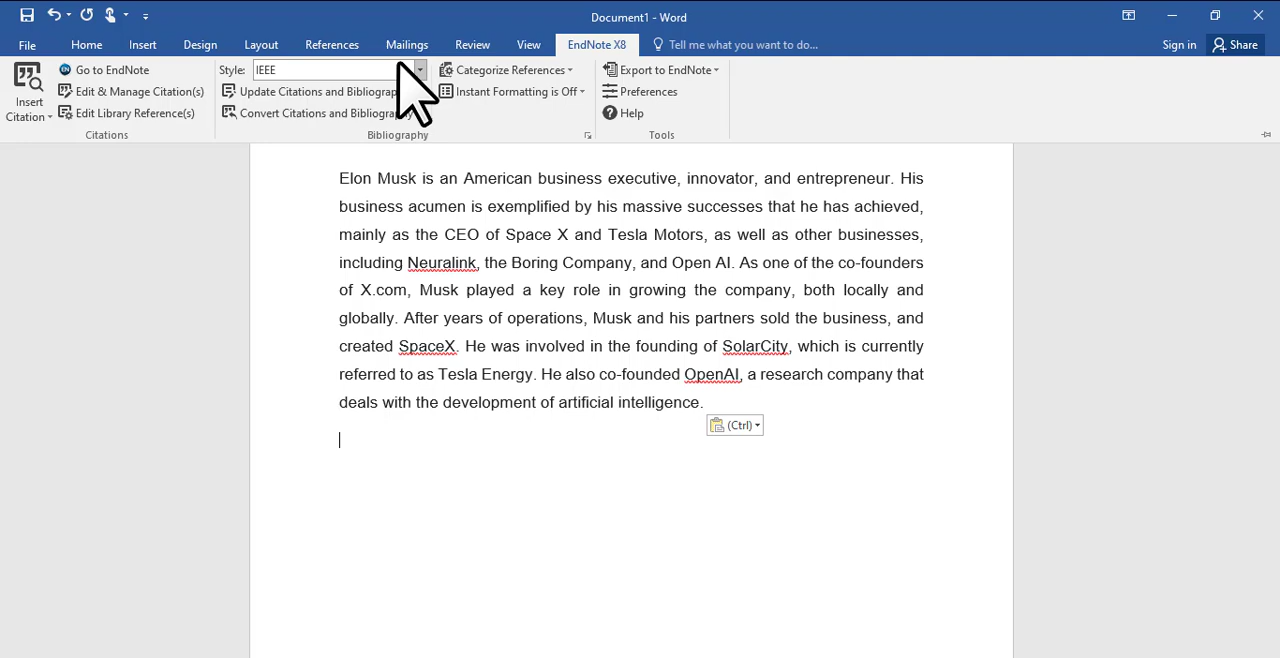 Document1 - Word
File Home Insert Design Layout References Mailings Review View EndNote X8 Tell me what you want to do... Sign in Share
Insert Citation
Go to EndNote
Edit & Manage Citation(s)
Edit Library Reference(s)
Citations
Style: IEEE
Update Citations and Bibliograp
Convert Citations and Bibliography
Categorize References
Instant Formatting is Off
Bibliography
Export to EndNote
Preferences
Help
Tools
Elon Musk is an American business executive, innovator, and entrepreneur. His
business acumen is exemplified by his massive successes that he has achieved,
mainly as the CEO of Space X and Tesla Motors, as well as other businesses,
including Neuralink, the Boring Company, and Open AI. As one of the co-founders
of X.com, Musk played a key role in growing the company, both locally and
globally. After years of operations, Musk and his partners sold the business, and
created SpaceX. He was involved in the founding of SolarCity, which is currently
referred to as Tesla Energy. He also co-founded OpenAI, a research company that
deals with the development of artificial intelligence.
(Ctrl)